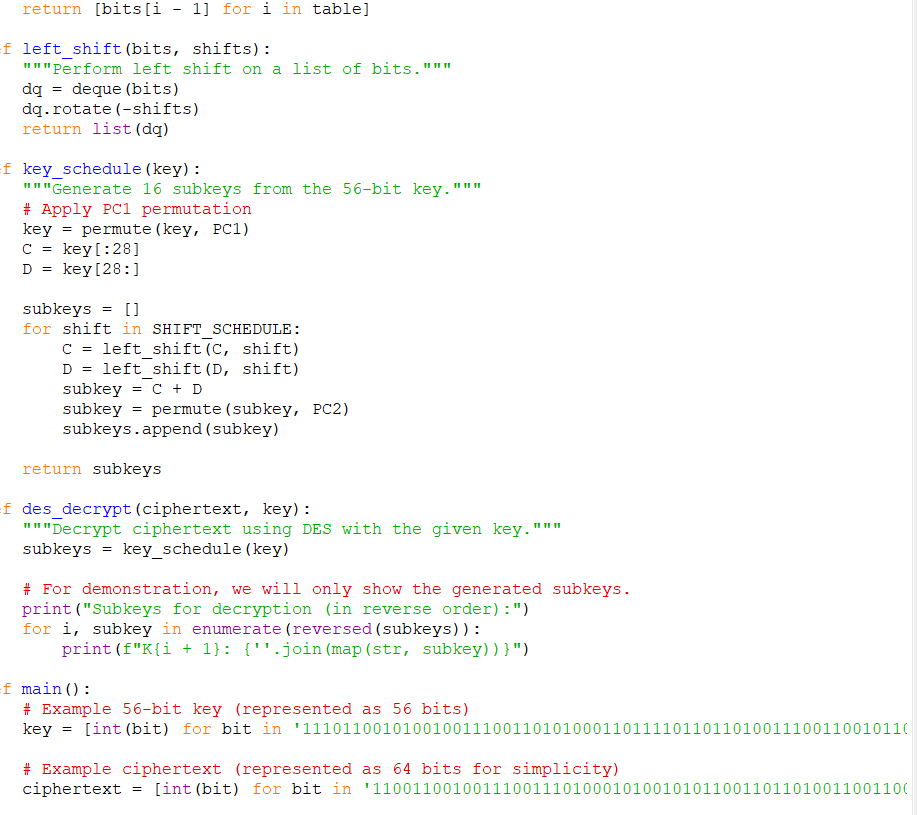 return [bits[i - 1] for i in table]
f left_shift(bits, shifts):
"""Perform left shift on a list of bits."""
dq = deque(bits)
dq.rotate(-shifts)
return list(dq)
f key_schedule(key):
"""Generate 16 subkeys from the 56-bit key."""
# Apply PC1 permutation
key = permute(key, PC1)
C = key[:28]
D = key[28:]
subkeys = []
for shift in SHIFT_SCHEDULE:
C = left_shift(C, shift)
D = left_shift(D, shift)
subkey = C + D
subkey = permute(subkey, PC2)
subkeys.append(subkey)
return subkeys
f des_decrypt(ciphertext, key):
"""Decrypt ciphertext using DES with the given key."""
subkeys = key_schedule(key)
# For demonstration, we will only show the generated subkeys.
print("Subkeys for decryption (in reverse order):")
for i, subkey in enumerate(reversed(subkeys)):
print(f"K{i + 1}: {''.join(map(str, subkey))}")
f main():
# Example 56-bit key (represented as 56 bits)
key = [int(bit) for bit in '1110110010100100111001101010001101111011011010011100110010110
# Example ciphertext (represented as 64 bits for simplicity)
ciphertext = [int(bit) for bit in '110011001001110011101000101001010110011011010011001100